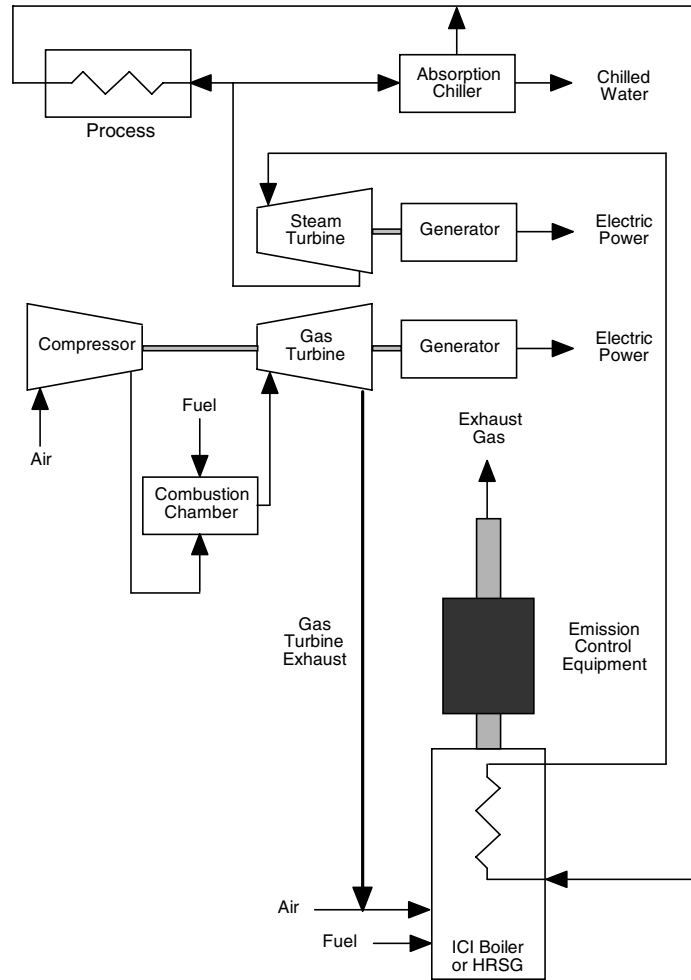 Absorption
Chiller
Chilled
Water
Process
Steam
Turbine
Generator
Electric
Power
Compressor
Gas
Turbine
Generator
Electric
Power
Fuel
Air
Exhaust
Gas
Combustion
Chamber
Gas
Turbine
Exhaust
Emission
Control
Equipment
Air
Fuel
ICI Boiler
or HRSG